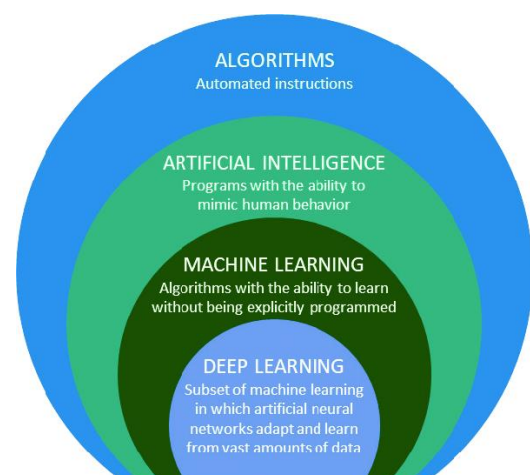 ALGORITHMS
Automated instructions
ARTIFICIAL INTELLIGENCE
Programs with the ability to
mimic human behavior
MACHINE LEARNING
Algorithms with the ability to learn
without being explicitly programmed
DEEP LEARNING
Subset of machine learning
in which artificial neural
networks adapt and learn
from vast amounts of data